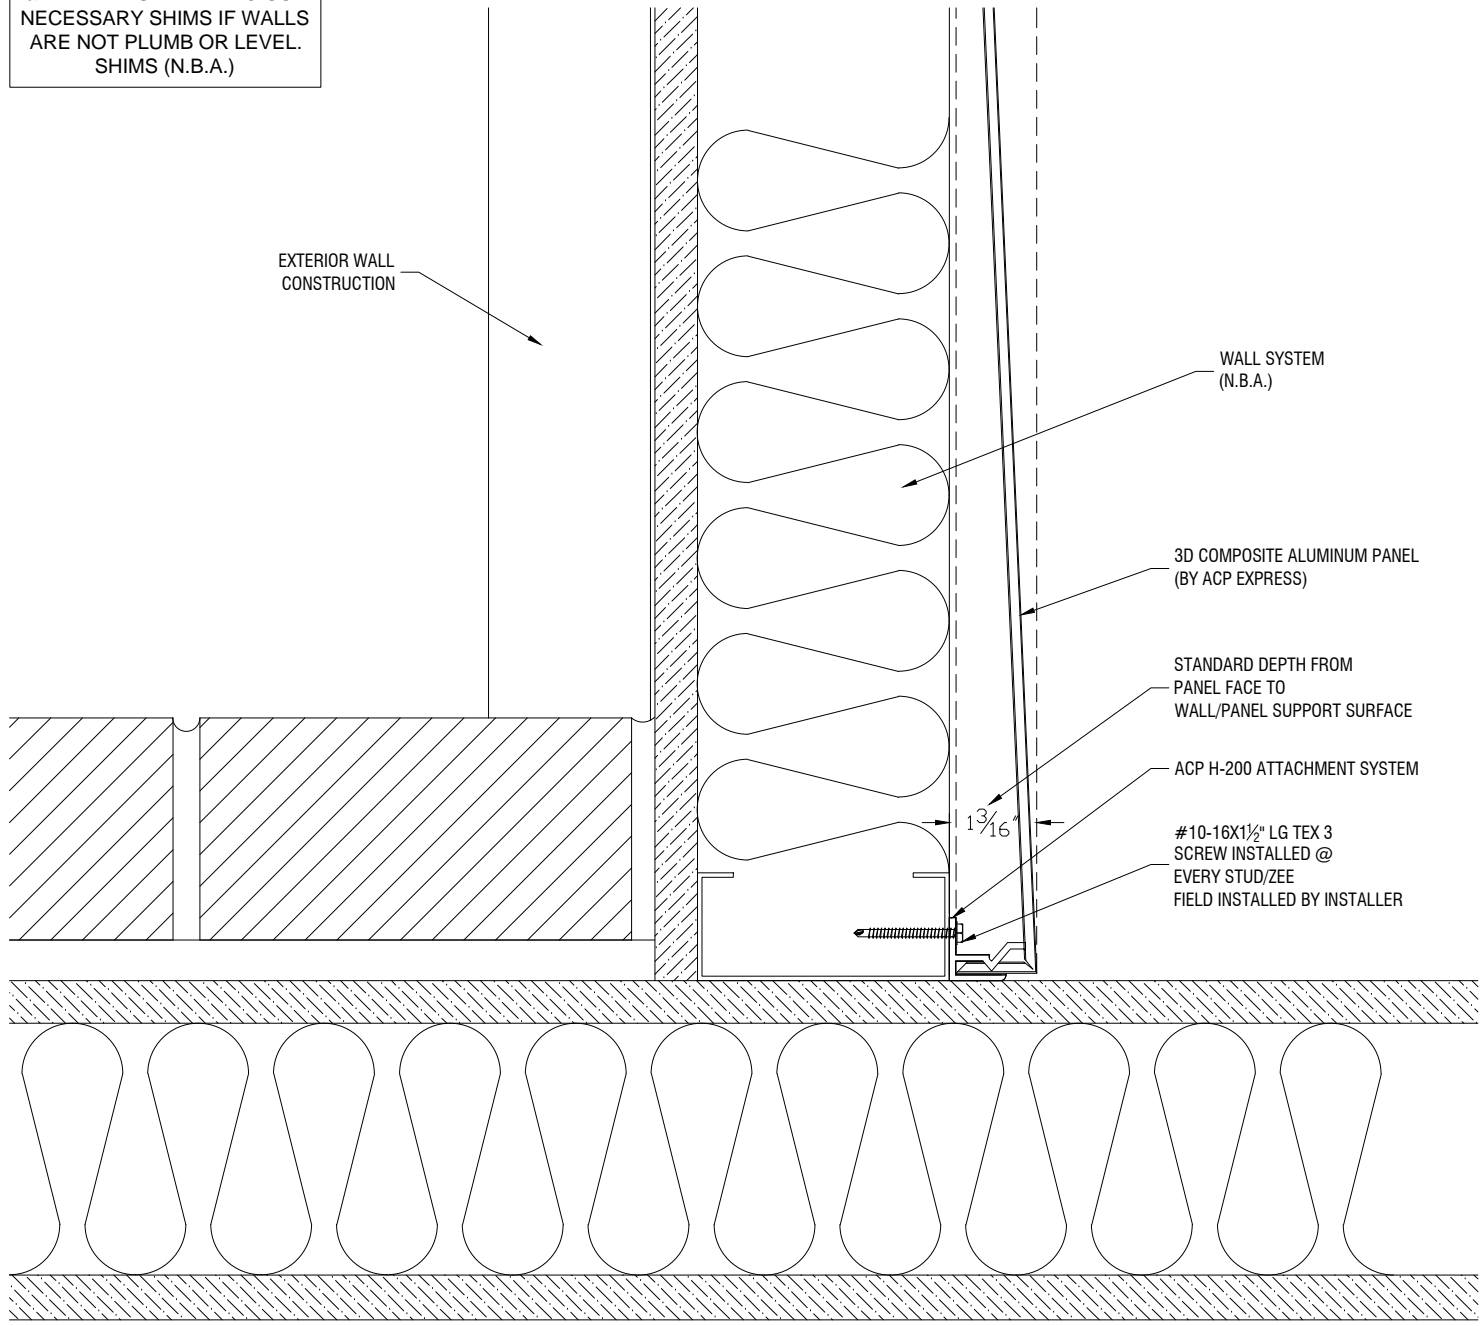 NECESSARY SHIMS IF WALLS
ARE NOT PLUMB OR LEVEL.
SHIMS (N.B.A.)
EXTERIOR WALL
CONSTRUCTION
WALL SYSTEM
(N.B.A.)
3D COMPOSITE ALUMINUM PANEL
(BY ACP EXPRESS)
STANDARD DEPTH FROM
PANEL FACE TO
WALL/PANEL SUPPORT SURFACE
ACP H-200 ATTACHMENT SYSTEM
1 3/16"
#10-16X1½" LG TEX 3
SCREW INSTALLED @
EVERY STUD/ZEE
FIELD INSTALLED BY INSTALLER